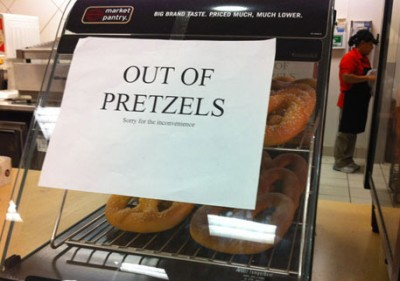 market
pantry.
BIG BRAND TASTE. PRICED MUCH, MUCH LOWER.
OUT OF
PRETZELS
Sorry for the inconvenience